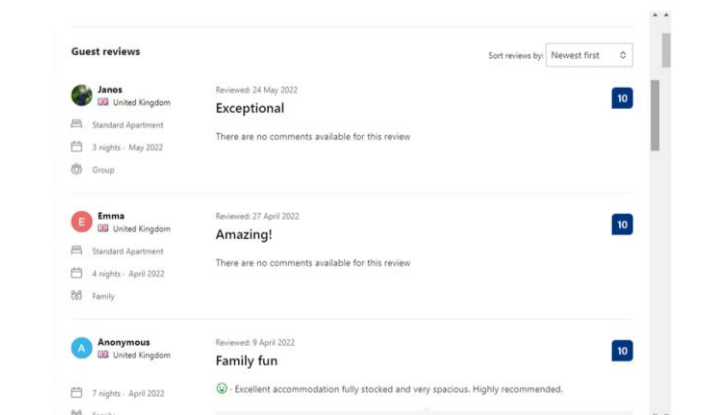 Guest reviews
Sort reviews by: Newest first
Janos
United Kingdom
Standard Apartment
3 nights - May 2022
Group
Reviewed: 24 May 2022
Exceptional
There are no comments available for this review
10
E
Emma
United Kingdom
Standard Apartment
4 nights - April 2022
Family
Reviewed: 27 April 2022
Amazing!
There are no comments available for this review
10
A
Anonymous
United Kingdom
7 nights - April 2022
Reviewed: 9 April 2022
Family fun
- Excellent accommodation fully stocked and very spacious. Highly recommended.
10